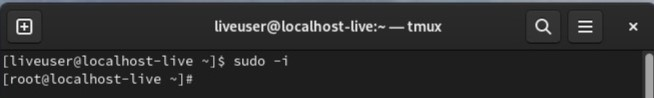 liveuser@localhost-live:~ — tmux
[liveuser@localhost-live ~]$ sudo -i
[root@localhost-live ~]#